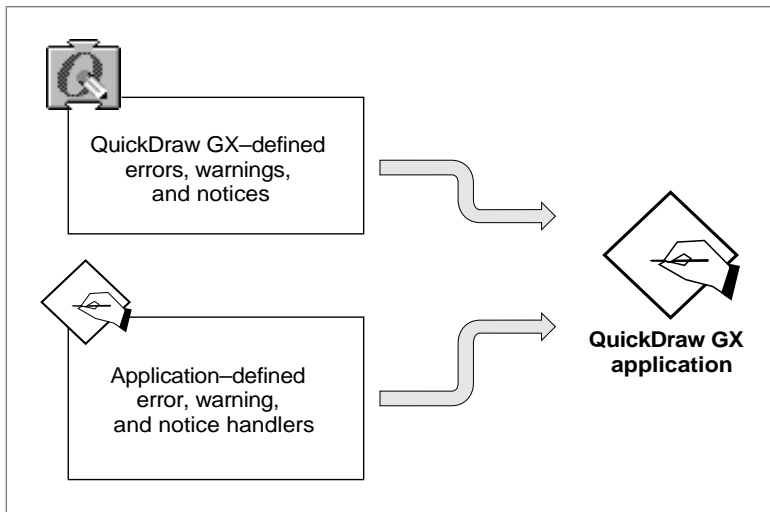 QuickDraw GX–defined
errors, warnings,
and notices
Application–defined
error, warning,
and notice handlers
QuickDraw GX
application